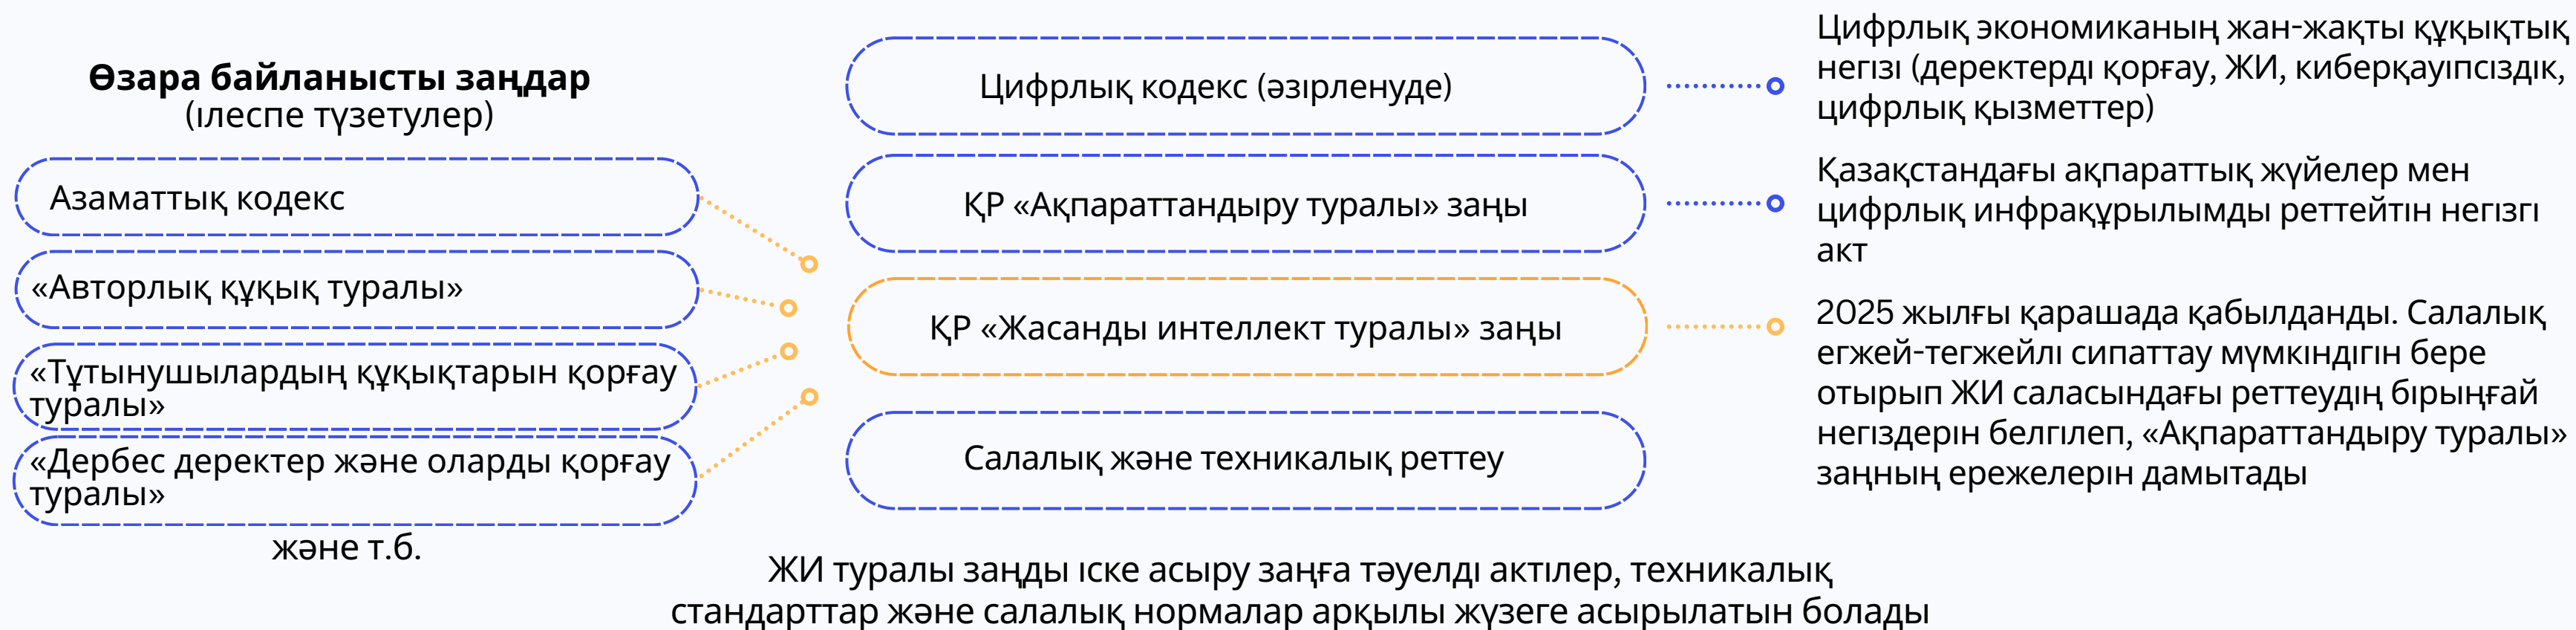 Өзара байланысты заңдар
(ілеспе түзетулер)
Азаматтық кодекс
«Авторлық құқық туралы»
«Тұтынушылардың құқықтарын қорғау
туралы»
«Дербес деректер және оларды қорғау
туралы»
және т.б.
Цифрлық кодекс (әзірленуде)
ҚР «Ақпараттандыру туралы» заңы
ҚР «Жасанды интеллект туралы» заңы
Салалық және техникалық реттеу
Цифрлық экономиканың жан-жақты құқықтық
негізі (деректерді қорғау, ЖИ, киберқауіпсіздік,
цифрлық қызметтер)
Қазақстандағы ақпараттық жүйелер мен
цифрлық инфрақұрылымды реттейтін негізгі
акт
2025 жылғы қарашада қабылданды. Салалық
егжей-тегжейлі сипаттау мүмкіндігін бере
отырып ЖИ саласындағы реттеудің бірыңғай
негіздерін белгілеп, «Ақпараттандыру туралы»
заңның ережелерін дамытады
ЖИ туралы заңды іске асыру заңға тәуелді актілер, техникалық
стандарттар және салалық нормалар арқылы жүзеге асырылатын болады